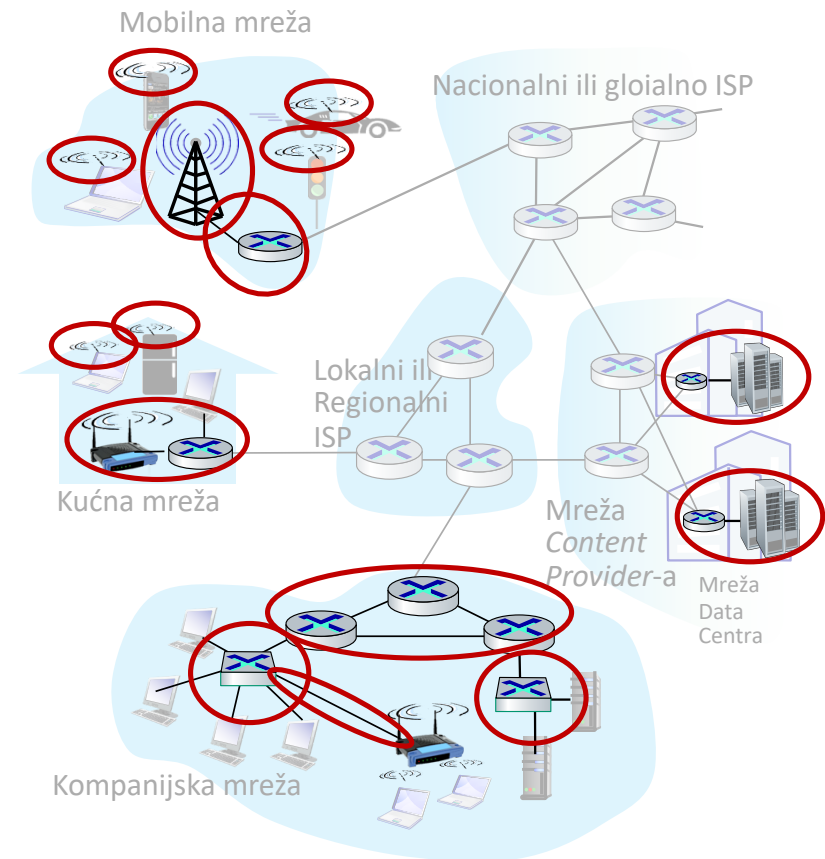 Mobilna mreža
Nacionalni ili gloialno ISP
Lokalni ili
Regionalni
ISP
Kućna mreža
Mreža
Content
Provider-a
Mreža
Data
Centra
Kompanijska mreža